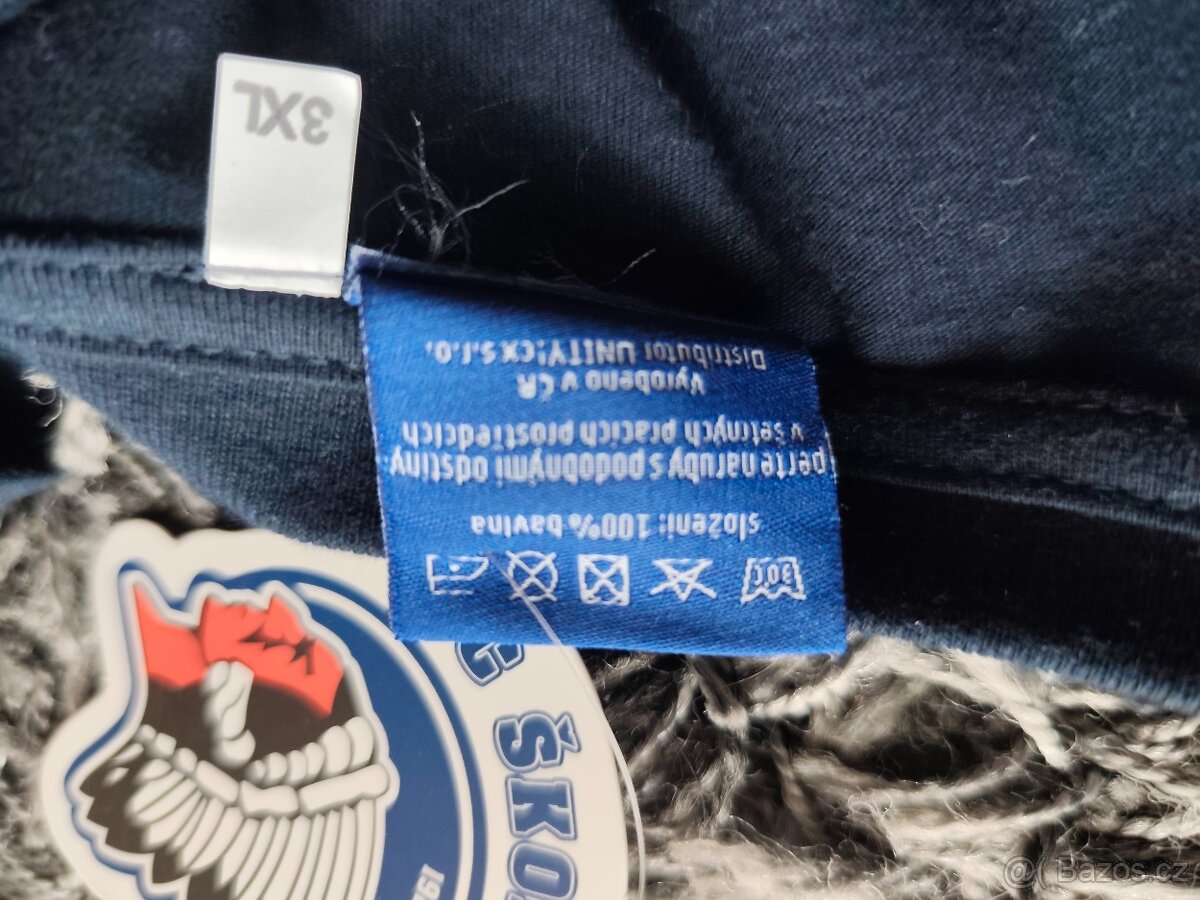 3XL
30°C
složení: 100% bavlna
perte naruby s podobnými odstíny
v šetrných pracích prostředcích
Vyrobeno v ČR
Distributor UNITY!cx s.r.o.
ŠKO
191
Bazos.cz